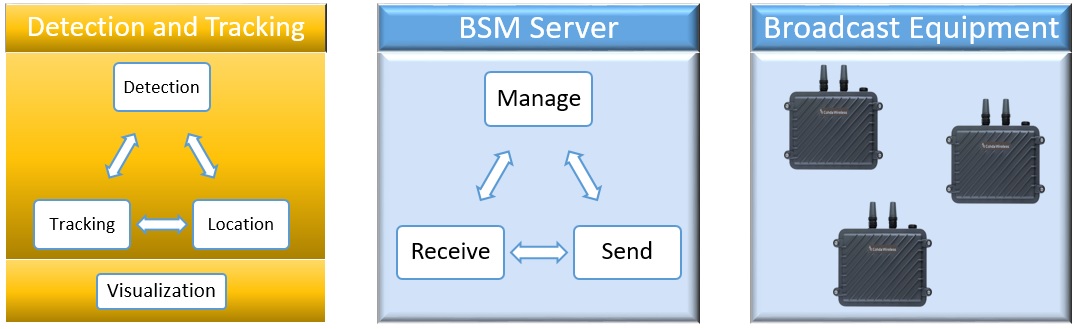 Detection and Tracking
Detection
Tracking
Location
Visualization
BSM Server
Manage
Receive
Send
Broadcast Equipment
Cohda Wireless
Cohda Wireless
Cohda Wireless